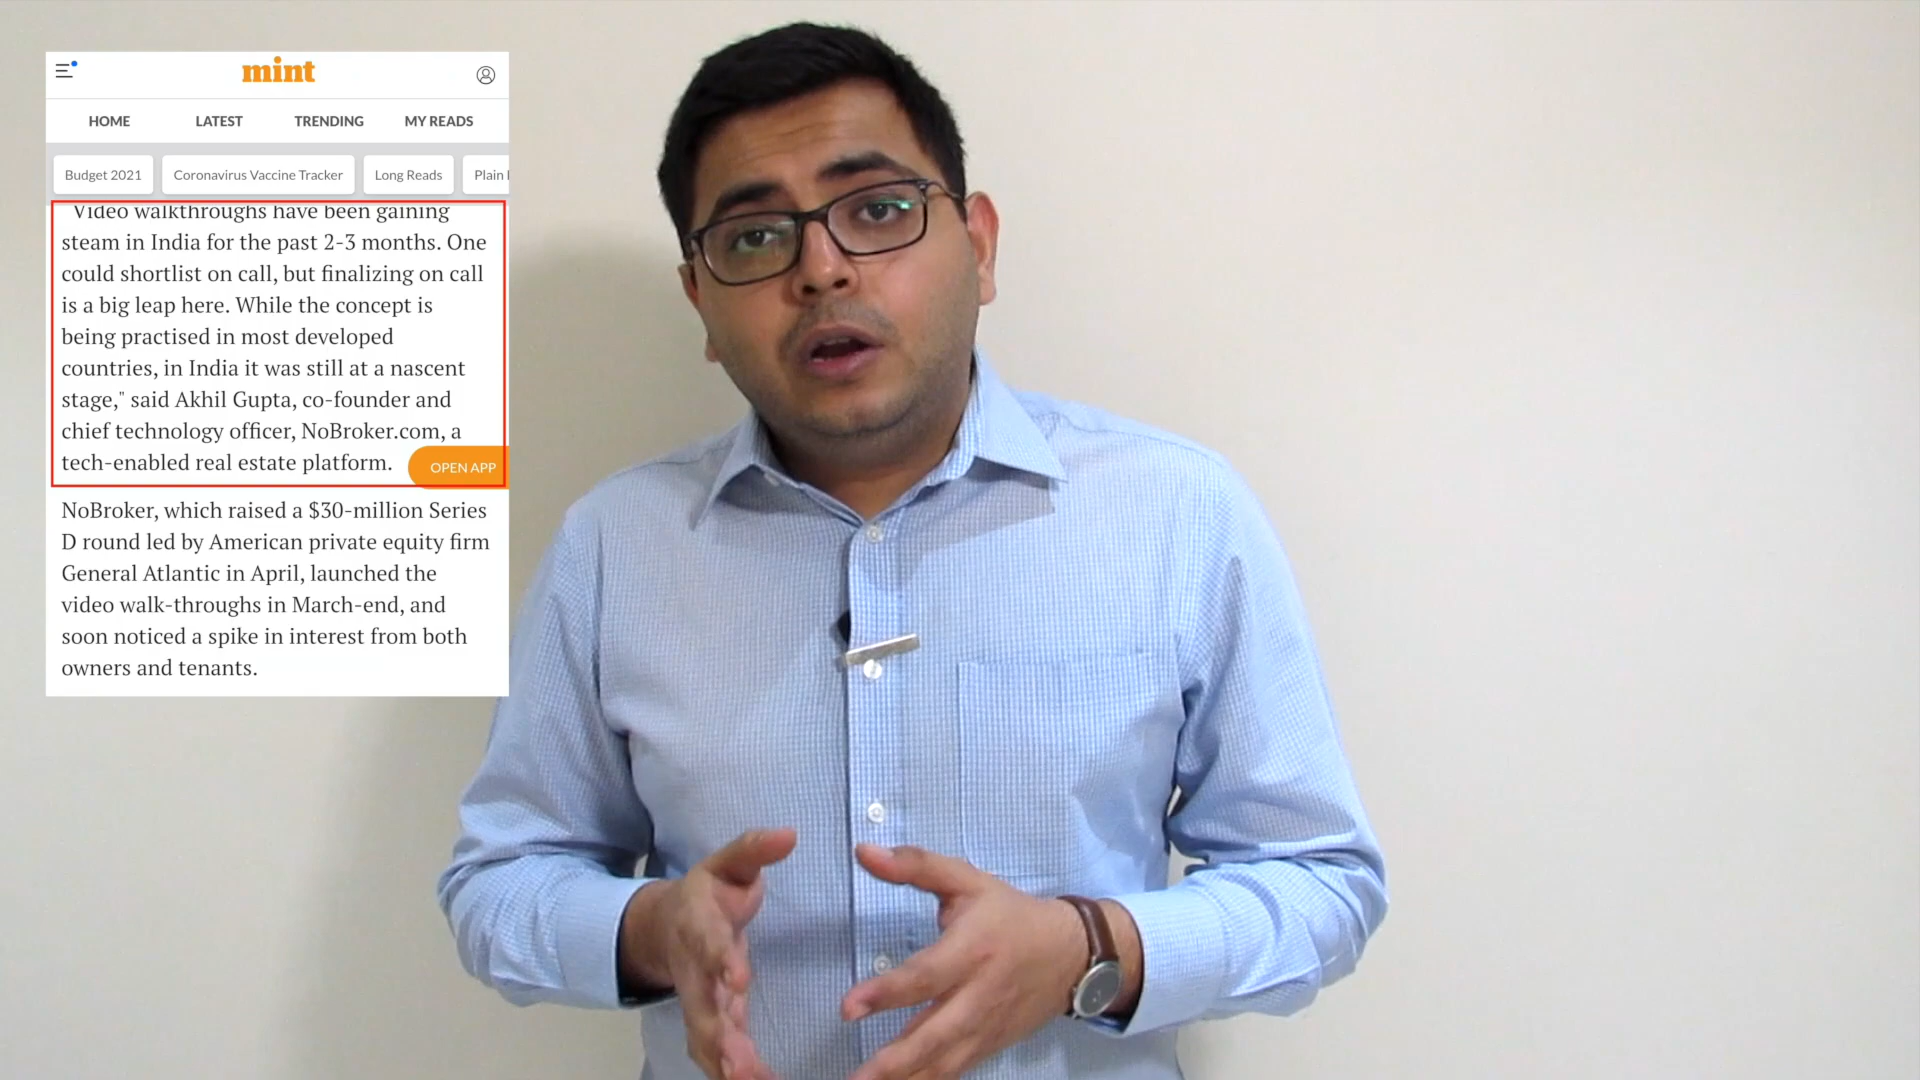 mint
HOME LATEST TRENDING MY READS
Budget 2021 Coronavirus Vaccine Tracker Long Reads Plain
"Video walkthroughs have been gaining
steam in India for the past 2-3 months. One
could shortlist on call, but finalizing on call
is a big leap here. While the concept is
being practised in most developed
countries, in India it was still at a nascent
stage," said Akhil Gupta, co-founder and
chief technology officer, NoBroker.com, a
tech-enabled real estate platform.
OPEN APP
NoBroker, which raised a $30-million Series
D round led by American private equity firm
General Atlantic in April, launched the
video walk-throughs in March-end, and
soon noticed a spike in interest from both
owners and tenants.